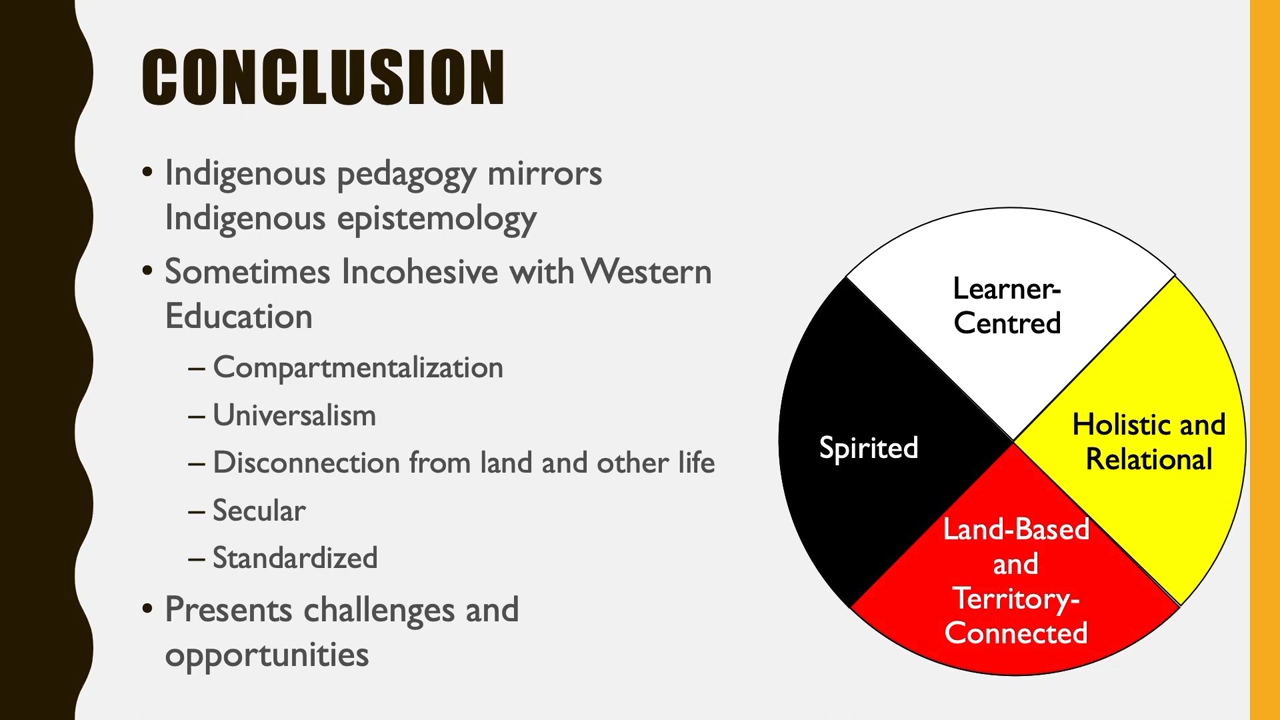 CONCLUSION
• Indigenous pedagogy mirrors
Indigenous epistemology
• Sometimes Incohesive with Western
Education
– Compartmentalization
– Universalism
– Disconnection from land and other life
– Secular
– Standardized
• Presents challenges and
opportunities
Learner-
Centred
Spirited
Holistic and
Relational
Land-Based
and
Territory-
Connected